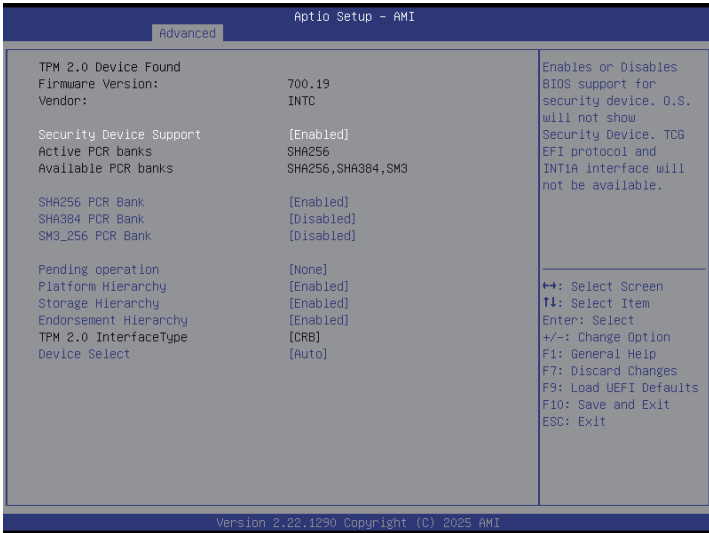 Aptio Setup - AMI
Advanced
TPM 2.0 Device Found
Firmware Version: 700.19
Vendor: INTC
Security Device Support [Enabled]
Active PCR banks SHA256
Available PCR banks SHA256,SHA384,SM3
SHA256 PCR Bank [Enabled]
SHA384 PCR Bank [Disabled]
SM3_256 PCR Bank [Disabled]
Pending operation [None]
Platform Hierarchy [Enabled]
Storage Hierarchy [Enabled]
Endorsement Hierarchy [Enabled]
TPM 2.0 InterfaceType [CRB]
Device Select [Auto]
Enables or Disables
BIOS support for
security device. O.S.
will not show
Security Device. TCG
EFI protocol and
INT1A interface will
not be available.
↔: Select Screen
↑↓: Select Item
Enter: Select
+/-: Change Option
F1: General Help
F7: Discard Changes
F9: Load UEFI Defaults
F10: Save and Exit
ESC: Exit
Version 2.22.1290 Copyright (C) 2025 AMI